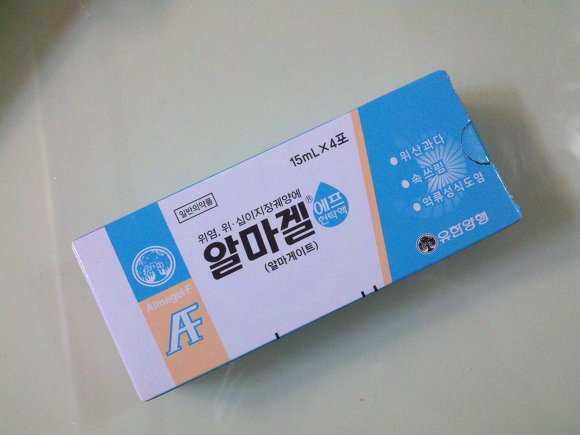 15mL×4포
일반의약품
위염, 위·십이지장궤양에
알마겔®
에프
현탁액
(알마게이트)
Almagel F
AF
위산과다
속쓰림
역류성식도염
유한양행